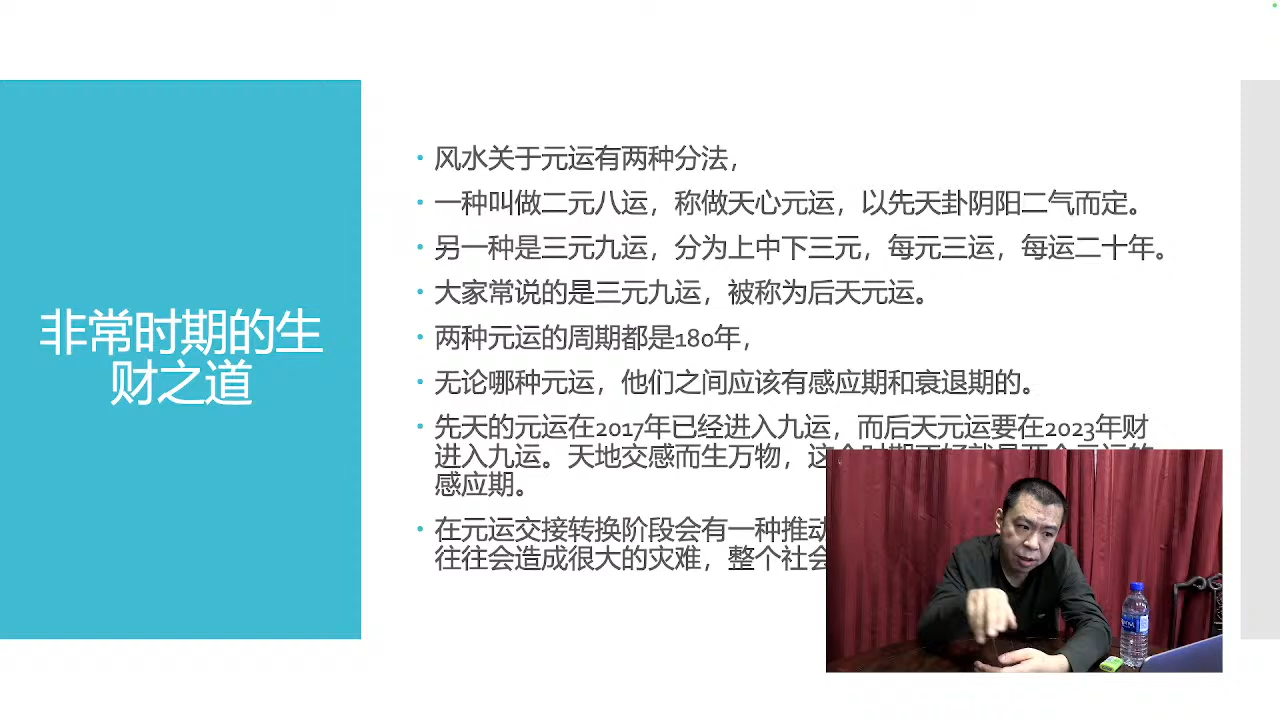 非常时期的生
财之道
风水关于元运有两种分法，
一种叫做二元八运，称做天心元运，以先天卦阴阳二气而定。
另一种是三元九运，分为上中下三元，每元三运，每运二十年。
大家常说的是三元九运，被称为后天元运。
两种元运的周期都是180年，
无论哪种元运，他们之间应该有感应期和衰退期的。
先天的元运在2017年已经进入九运，而后天元运要在2023年财
进入九运。天地交感而生万物，
感应期。
在元运交接转换阶段会有一种推动
往往会造成很大的灾难，整个社会